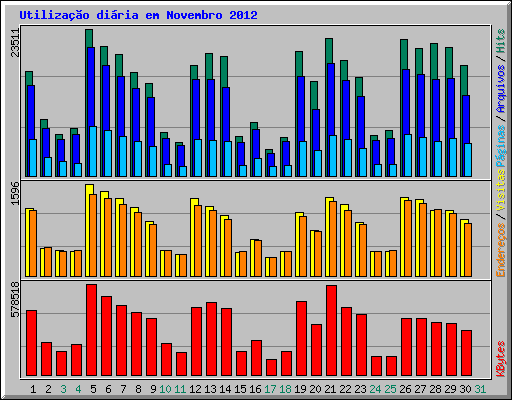 Utilização diária em Novembro 2012
23511
1596
578518
KBytes Endereços / Visitas Páginas / Arquivos / Hits
1 2 3 4 5 6 7 8 9 10 11 12 13 14 15 16 17 18 19 20 21 22 23 24 25 26 27 28 29 30 31